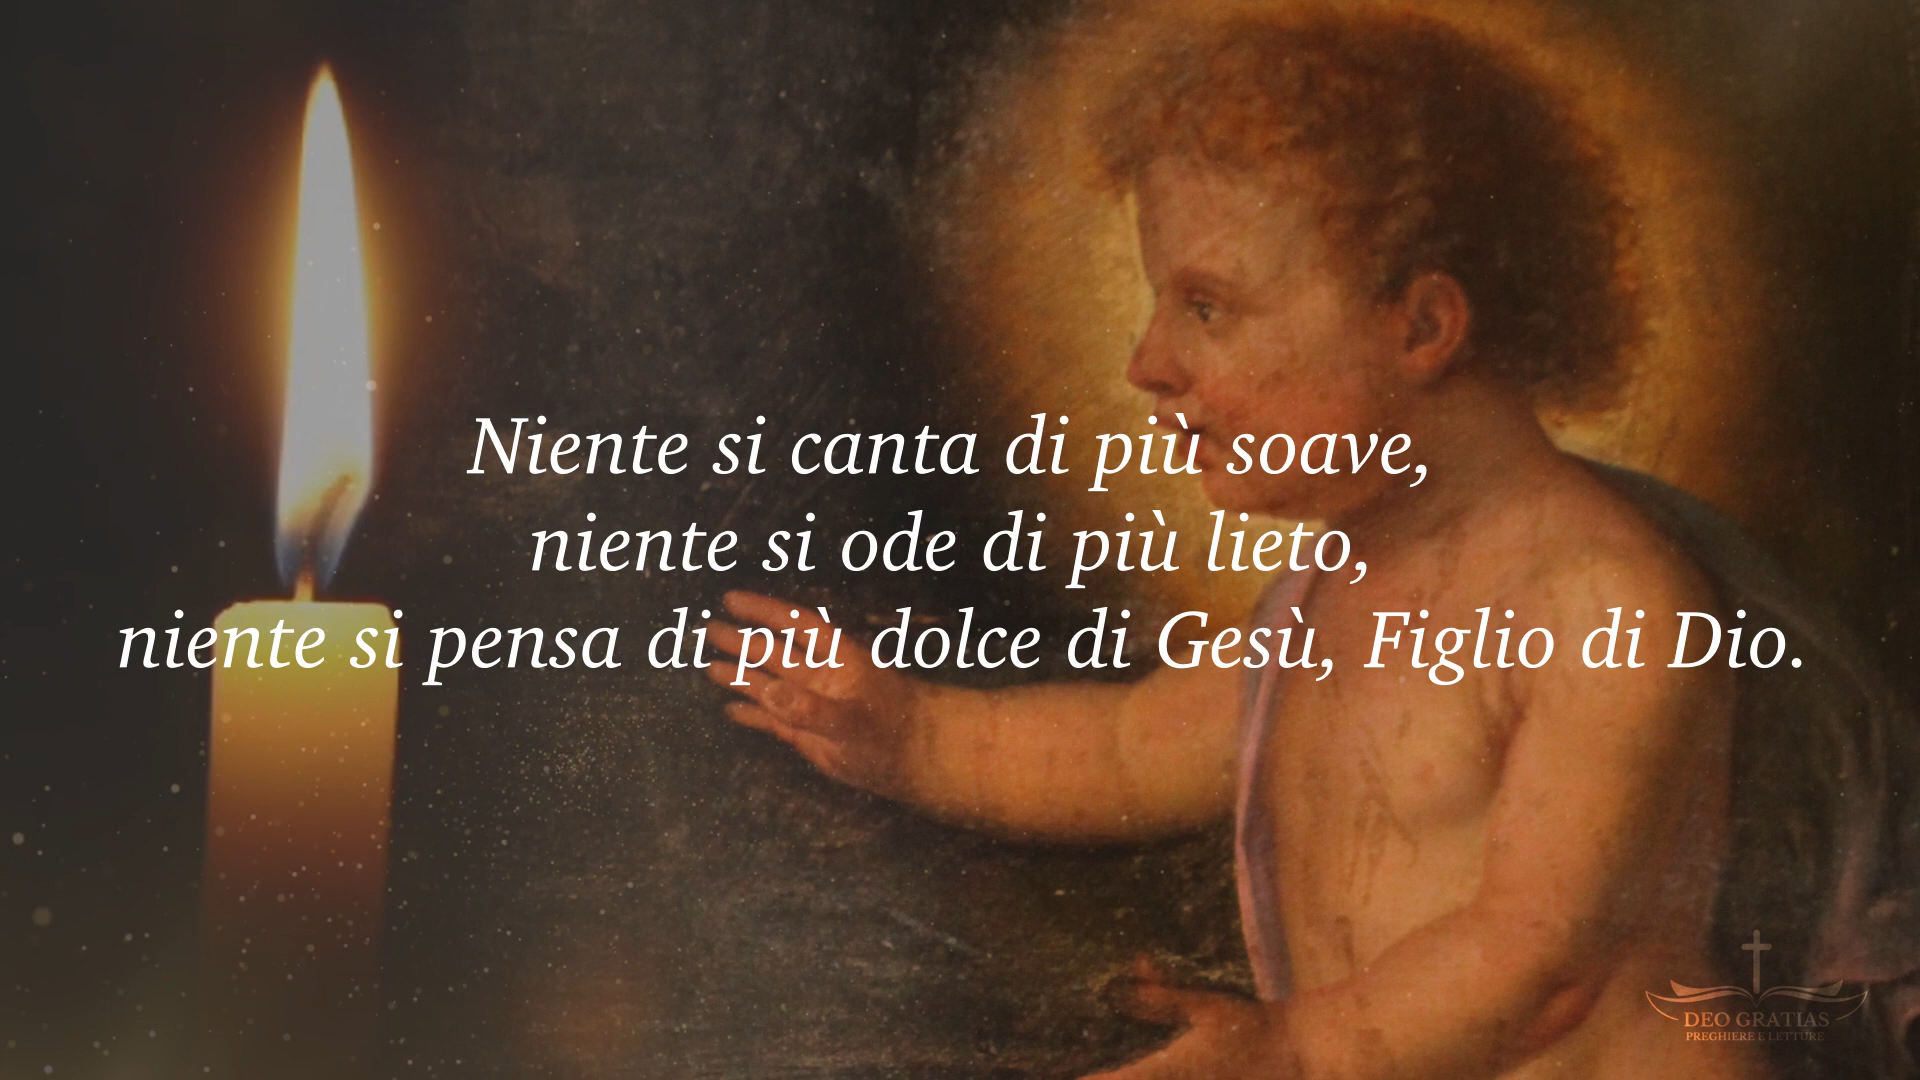 Niente si canta di più soave,
niente si ode di più lieto,
niente si pensa di più dolce di Gesù, Figlio di Dio.
DEO GRATIAS
PREGHIERE E LETTURE